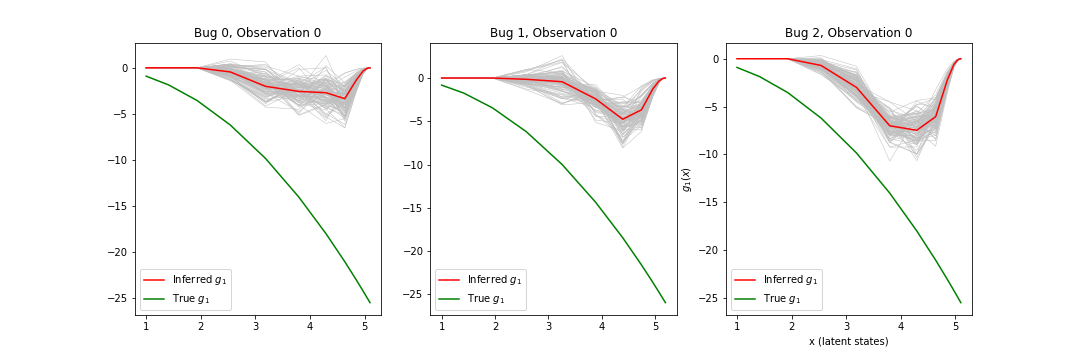 Bug 0, Observation 0
0
−5
−10
−15
−20
−25
1 2 3 4 5
Inferred g₁
True g₁
Bug 1, Observation 0
0
−5
−10
−15
−20
−25
1 2 3 4 5
Inferred g₁
True g₁
Bug 2, Observation 0
g₁(x)
0
−5
−10
−15
−20
−25
1 2 3 4 5
x (latent states)
Inferred g₁
True g₁